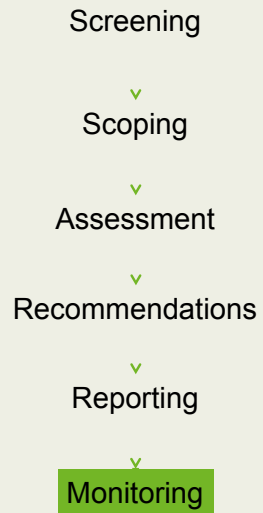 Screening
Scoping
Assessment
Recommendations
Reporting
Monitoring